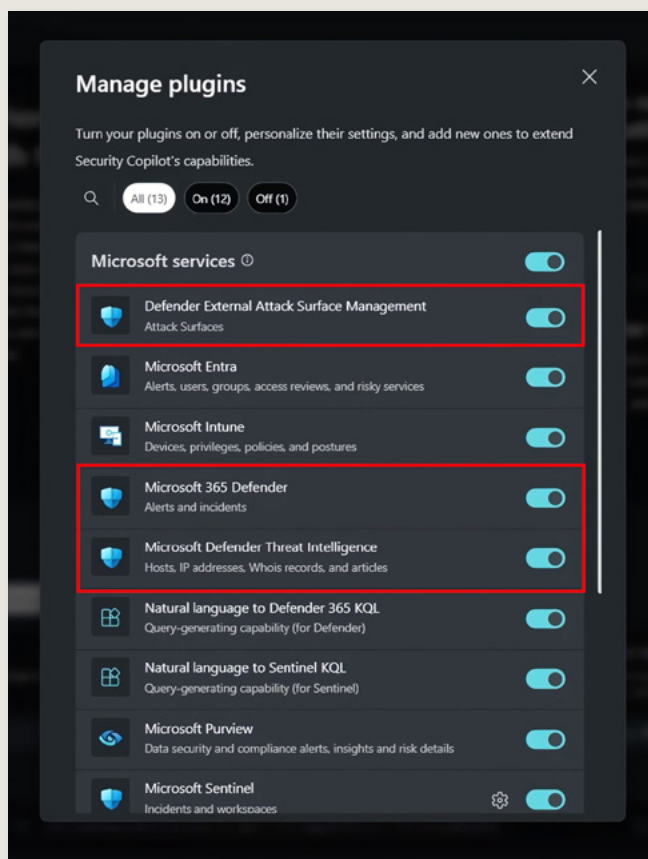 Manage plugins
Turn your plugins on or off, personalize their settings, and add new ones to extend
Security Copilot's capabilities.
All (13) On (12) Off (1)
Microsoft services
Defender External Attack Surface Management
Attack Surfaces
Microsoft Entra
Alerts, users, groups, access reviews, and risky services
Microsoft Intune
Devices, privileges, policies, and postures
Microsoft 365 Defender
Alerts and incidents
Microsoft Defender Threat Intelligence
Hosts, IP addresses, Whois records, and articles
Natural language to Defender 365 KQL
Query-generating capability (for Defender)
Natural language to Sentinel KQL
Query-generating capability (for Sentinel)
Microsoft Purview
Data security and compliance alerts, insights and risk details
Microsoft Sentinel
Incidents and workspaces